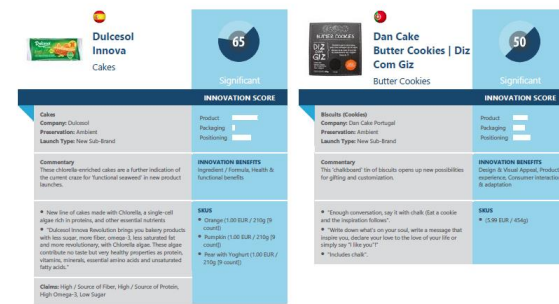 Dulcesol
Innova
Cakes
65
Significant
INNOVATION SCORE
Cakes
Company: Dulcesol
Preservation: Ambient
Launch Type: New Sub-Brand
Product
Packaging
Positioning
Commentary
These chlorella-enriched cakes are a further indication of
the current craze for 'functional seaweed' in new product
launches.
INNOVATION BENEFITS
Ingredient / Formula, Health &
functional benefits
• New line of cakes made with Chlorella, a single-cell
algae rich in proteins, and other essential nutrients
• "Dulcesol Innova Revolution brings you bakery products
with less sugar, more fiber, omega-3, less saturated fat
and more revolutionary, with Chlorella algae. These algae
contribute no taste but very healthy properties as protein,
vitamins, minerals, essential amino acids and unsaturated
fatty acids."
SKUS
• Orange (1.00 EUR / 210g [9
count])
• Pumpkin (1.00 EUR / 210g [9
count])
• Pear with Yoghurt (1.00 EUR /
210g [9 count])
Claims: High / Source of Fiber, High / Source of Protein,
High Omega-3, Low Sugar
BUTTER COOKIES
DIZ
GIZ
Dan Cake
Butter Cookies | Diz
Com Giz
Butter Cookies
50
Significant
INNOVATION SCORE
Biscuits (Cookies)
Company: Dan Cake Portugal
Preservation: Ambient
Launch Type: New Sub-Brand
Product
Packaging
Positioning
Commentary
This 'chalkboard' tin of biscuits opens up new possibilities
for gifting and customization.
INNOVATION BENEFITS
Design & Visual Appeal, Product
experience, Consumer interaction
& adaptation
• "Enough conversation, say it with chalk (Eat a cookie
and the inspiration follows".
• "Write down what's on your soul, write a message that
inspire you, declare your love to the love of your life or
simply say "I like you"!"
• "Includes chalk".
SKUS
• (5.99 EUR / 454g)